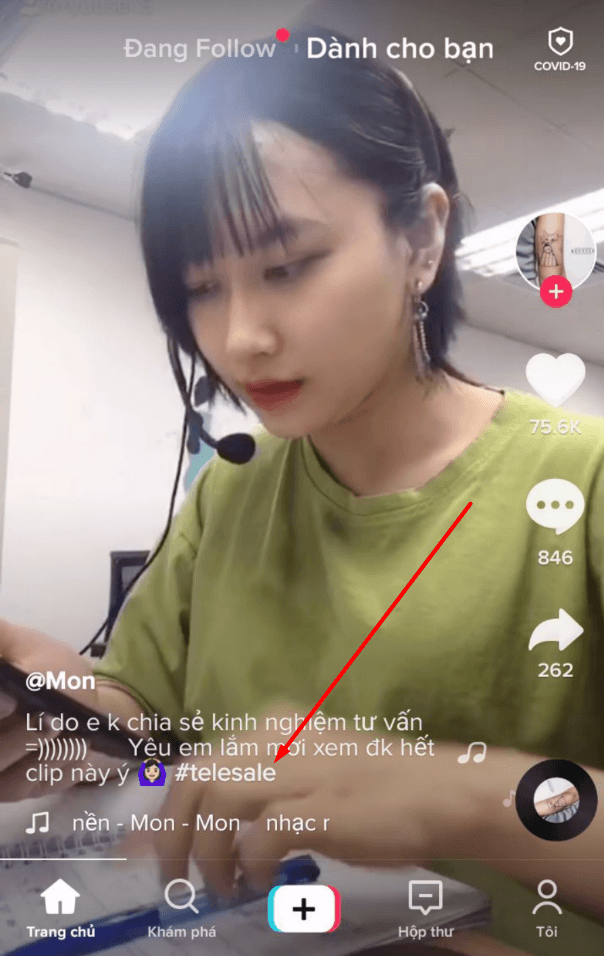 Đang Follow
Dành cho bạn
COVID-19
75.6K
846
262
@Mon
Lí do e k chia sẻ kinh nghiệm tư vấn
=)))))))) Yêu em lắm mới xem đk hết
clip này ý 🙆🏻‍♀️ #telesale
nền - Mon - Mon nhạc r
Trang chủ
Khám phá
Hộp thư
Tôi